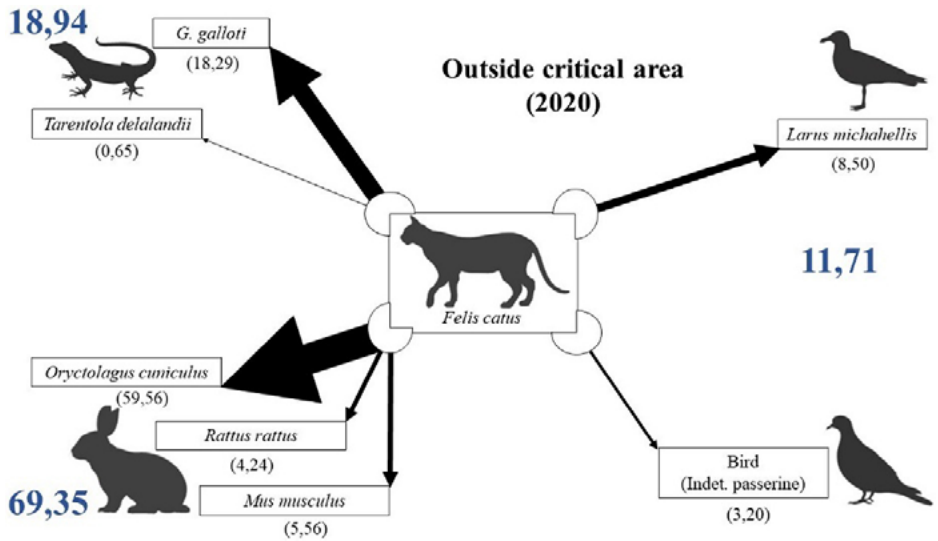 18,94
G. galloti
(18,29)
Tarentola delalandii
(0,65)
Outside critical area
(2020)
Larus michahellis
(8,50)
11,71
Felis catus
Oryctolagus cuniculus
(59,56)
Rattus rattus
(4,24)
69,35
Mus musculus
(5,56)
Bird
(Indet. passerine)
(3,20)